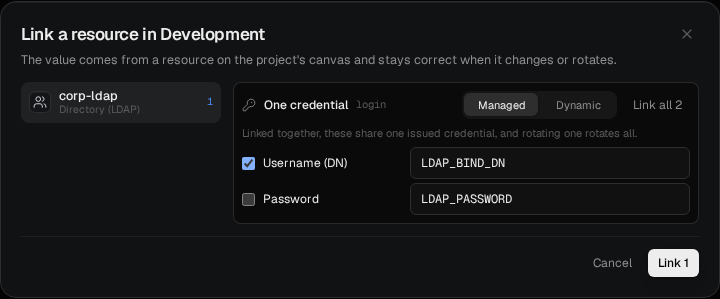 Link a resource in Development
The value comes from a resource on the project's canvas and stays correct when it changes or rotates.
corp-ldap
Directory (LDAP)
1
One credential login
Managed
Dynamic
Link all 2
Linked together, these share one issued credential, and rotating one rotates all.
Username (DN)
LDAP_BIND_DN
Password
LDAP_PASSWORD
Cancel
Link 1